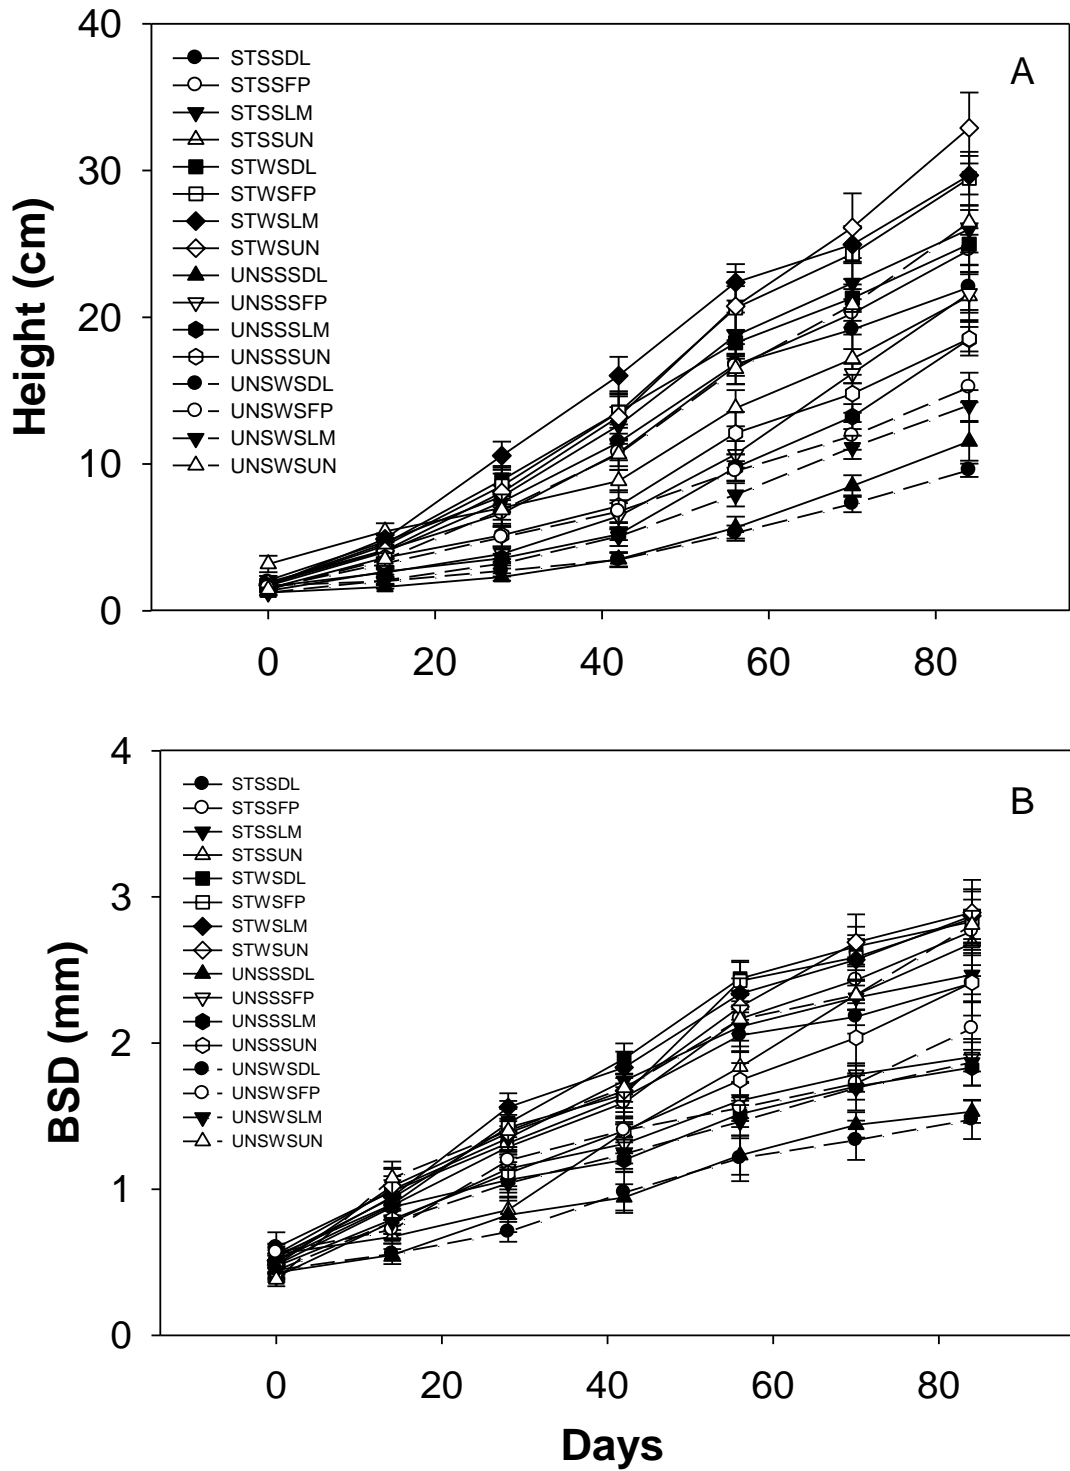 40
A
STSSDL
STSSFP
STSSLM
STSSUN
STWSDL
STWSFP
STWSLM
STWSUN
UNSSSDL
UNSSSFP
UNSSSLM
UNSSSUN
UNSWSDL
UNSWSFP
UNSWSLM
UNSWSUN
30
20
10
0
Height (cm)
0 20 40 60 80
4
B
STSSDL
STSSFP
STSSLM
STSSUN
STWSDL
STWSFP
STWSLM
STWSUN
UNSSSDL
UNSSSFP
UNSSSLM
UNSSSUN
UNSWSDL
UNSWSFP
UNSWSLM
UNSWSUN
3
2
1
0
BSD (mm)
0 20 40 60 80
Days